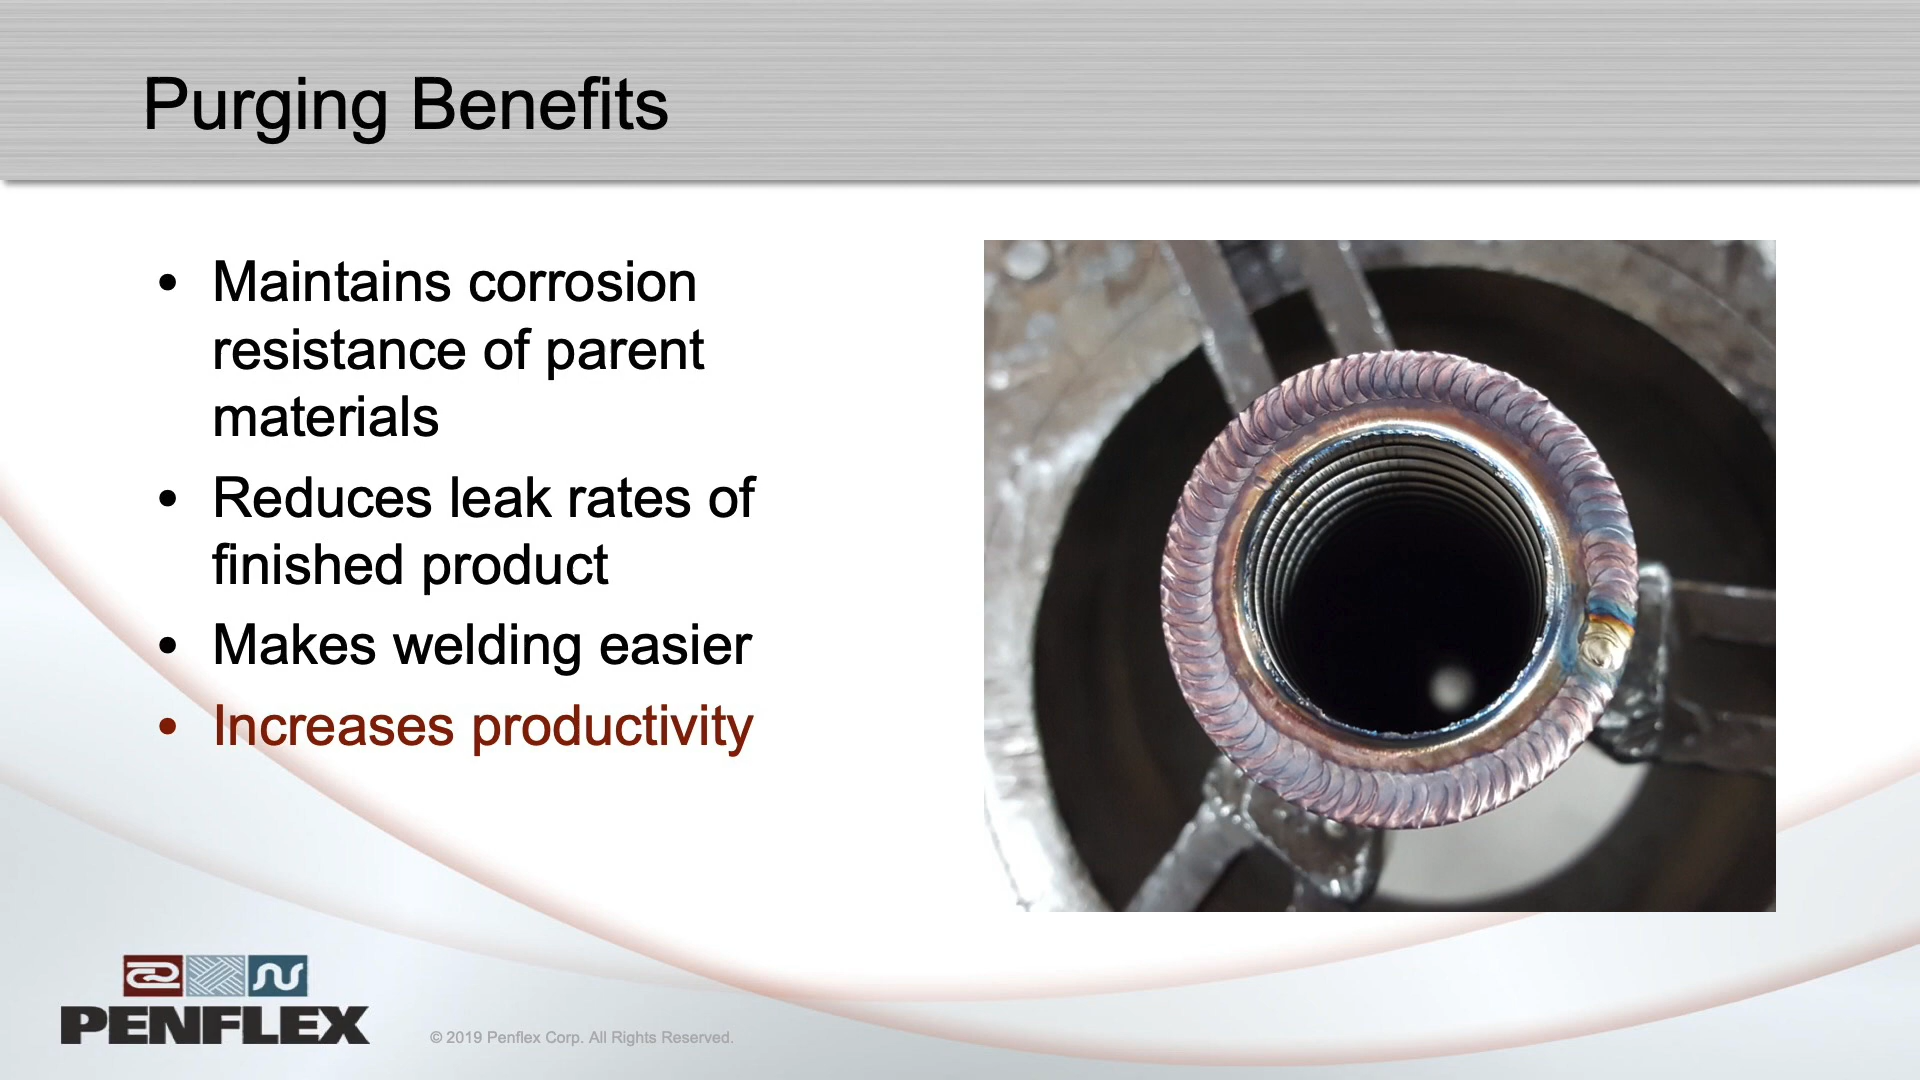 Purging Benefits
• Maintains corrosion
resistance of parent
materials
• Reduces leak rates of
finished product
• Makes welding easier
• Increases productivity
PENFLEX
© 2019 Penflex Corp. All Rights Reserved.